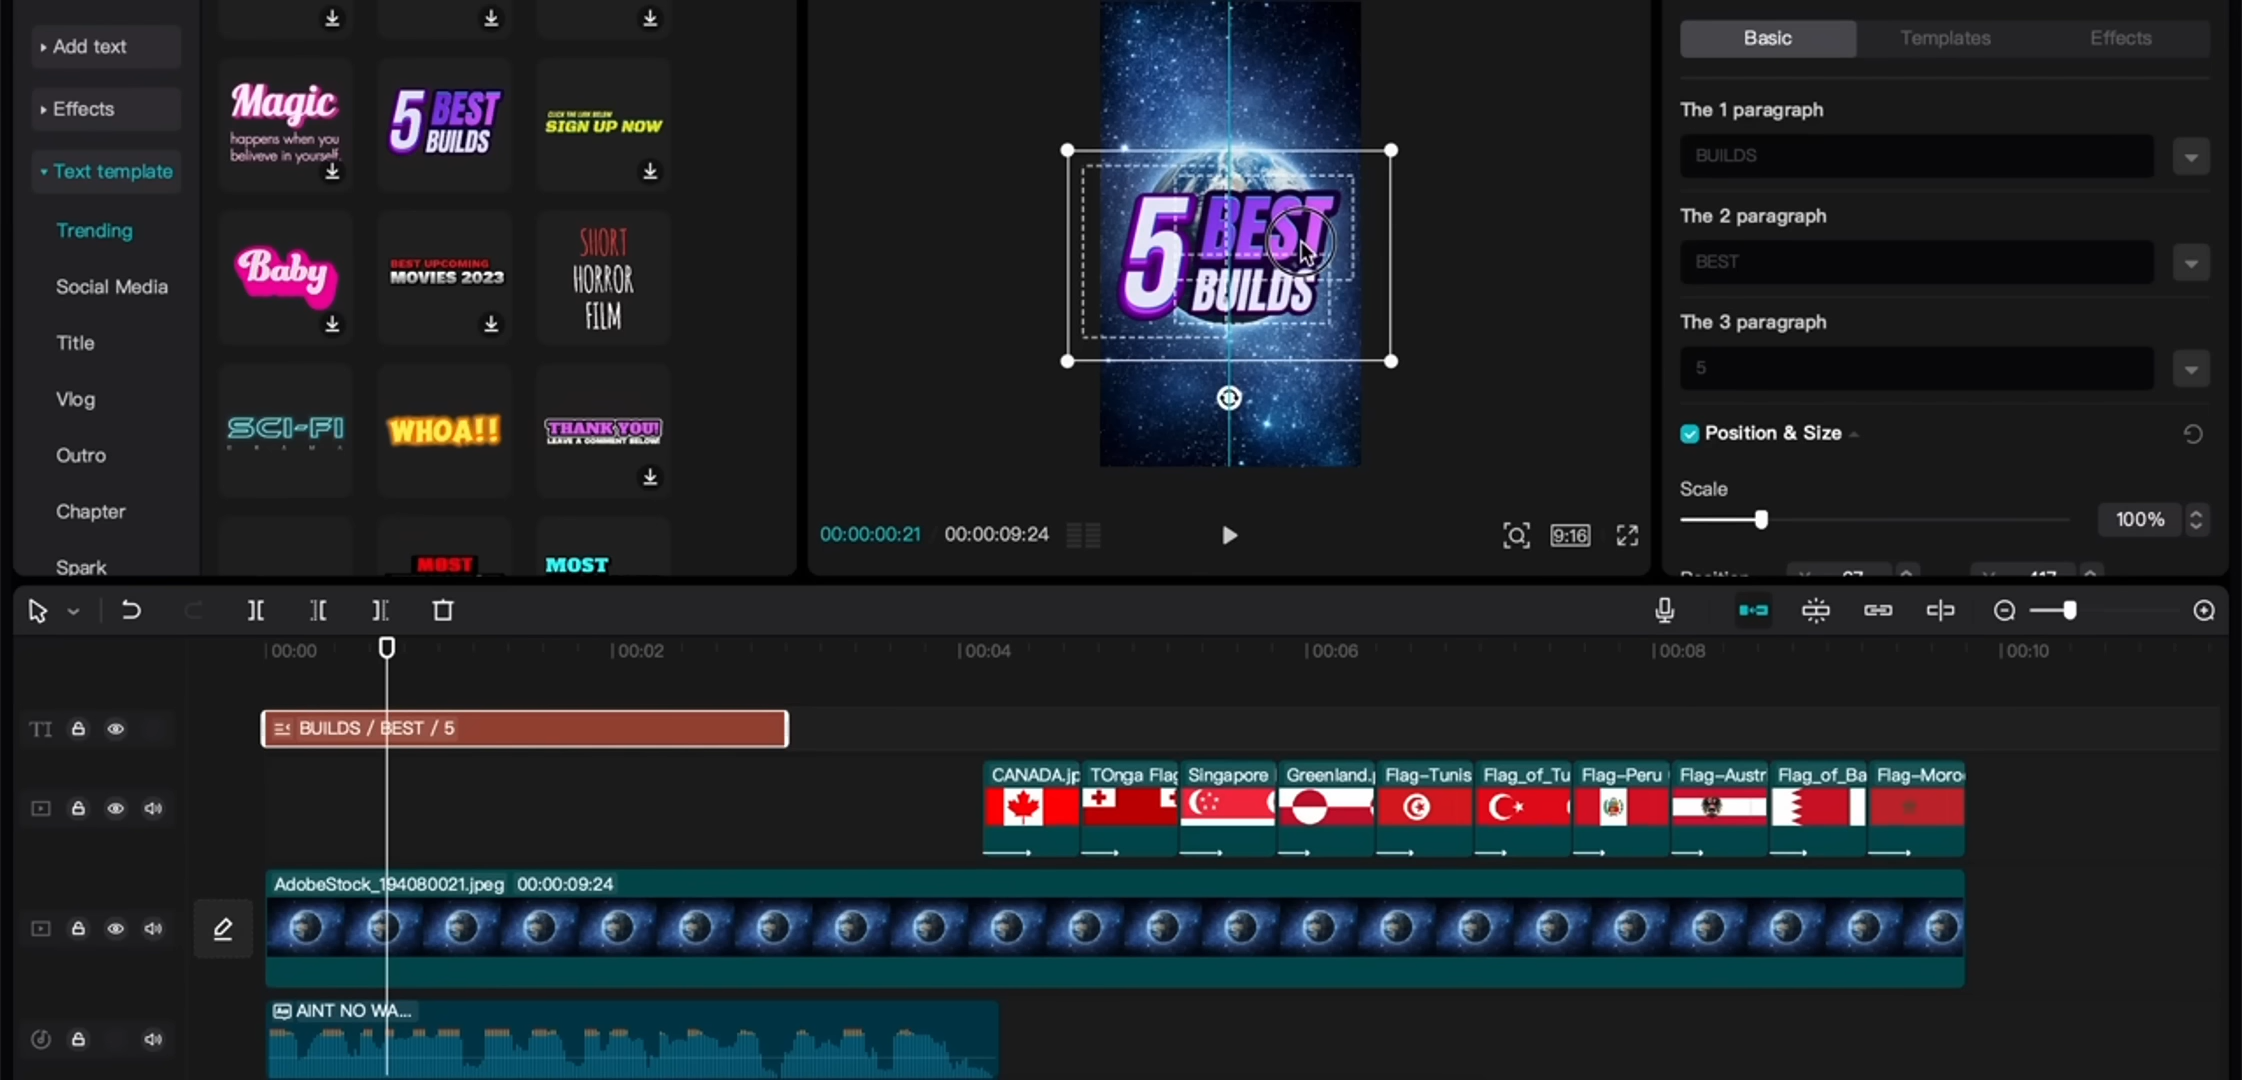 Add text
Effects
Text template
Trending
Social Media
Title
Vlog
Outro
Chapter
Spark
Magic
happens when you
beliveve in yourself.
5 BEST
BUILDS
CLICK THE LINK BELOW
SIGN UP NOW
Baby
BEST UPCOMING
MOVIES 2023
SHORT
HORROR
FILM
SCI-FI
DRAMA
WHOA!!
THANK YOU!
LEAVE A COMMENT BELOW!
MOST
MOST
5 BEST
BUILDS
00:00:00:21
00:00:09:24
9:16
Basic
Templates
Effects
The 1 paragraph
BUILDS
The 2 paragraph
BEST
The 3 paragraph
5
Position & Size
Scale
100%
00:00
00:02
00:04
00:06
00:08
00:10
TI
BUILDS / BEST / 5
CANADA.jp
TOnga Flag
Singapore
Greenland.j
Flag-Tunis
Flag_of_Tu
Flag-Peru
Flag-Austr
Flag_of_Ba
Flag-Moro
AdobeStock_194080021.jpeg 00:00:09:24
AINT NO WA...